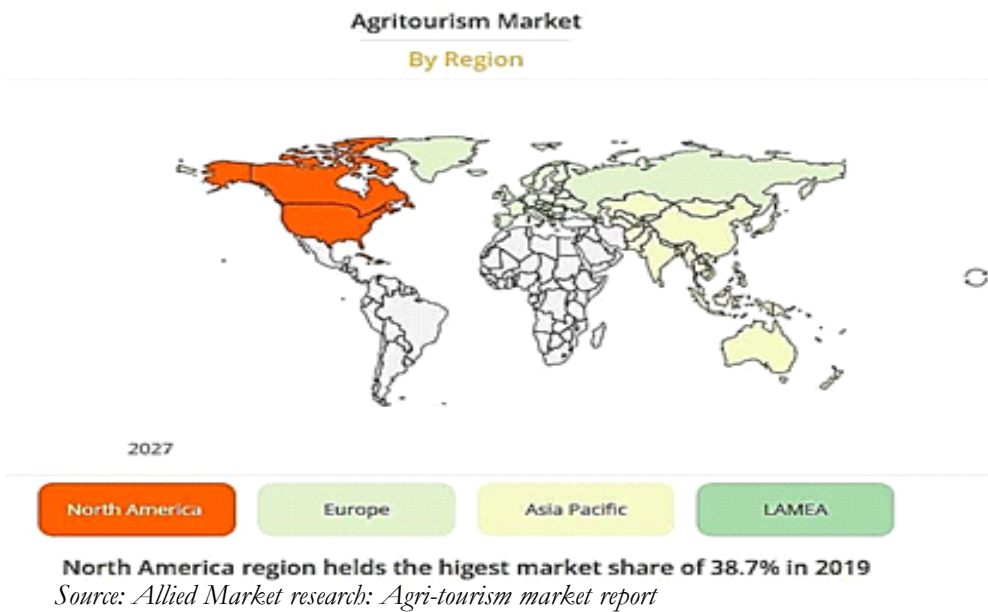 Agritourism Market
By Region
2027
North America
Europe
Asia Pacific
LAMEA
North America region helds the higest market share of 38.7% in 2019
Source: Allied Market research: Agri-tourism market report